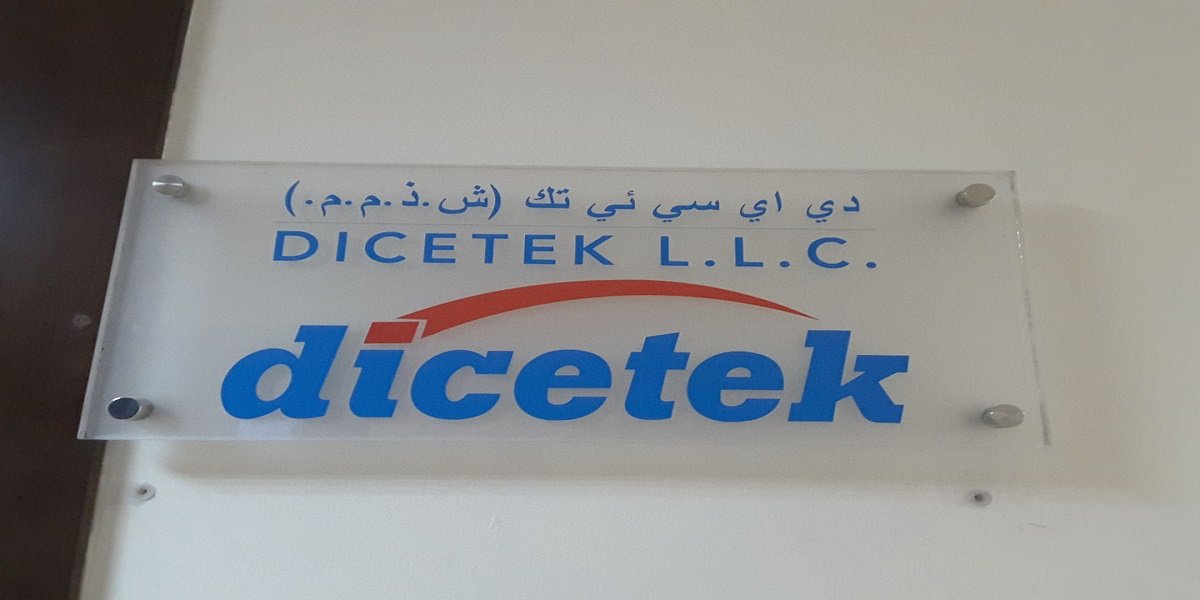 دي اي سي ئي تك (ش.ذ.م.م.)
DICETEK L.L.C.
dicetek